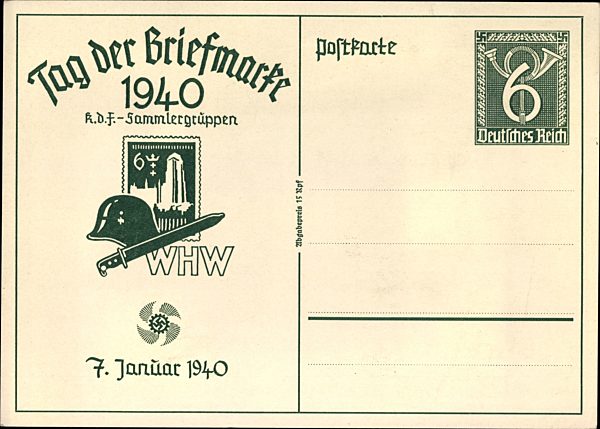 Tag der Briefmarke
1940
K.d.F.-Sammlergruppen
6
WHW
7. Januar 1940
Abgabepreis 15 Rpf
Postkarte
6
Deutsches Reich